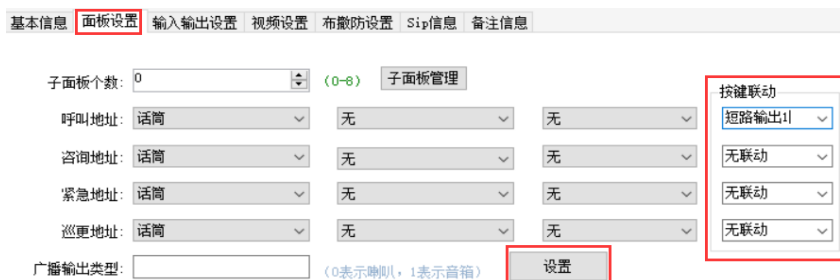 基本信息 面板设置 输入输出设置 视频设置 布撤防设置 Sip信息 备注信息
子面板个数: 0 (0-8) 子面板管理
按键联动
呼叫地址: 话筒 无 无 短路输出1
咨询地址: 话筒 无 无 无联动
紧急地址: 话筒 无 无 无联动
巡更地址: 话筒 无 无 无联动
广播输出类型: (0表示喇叭，1表示音箱) 设置